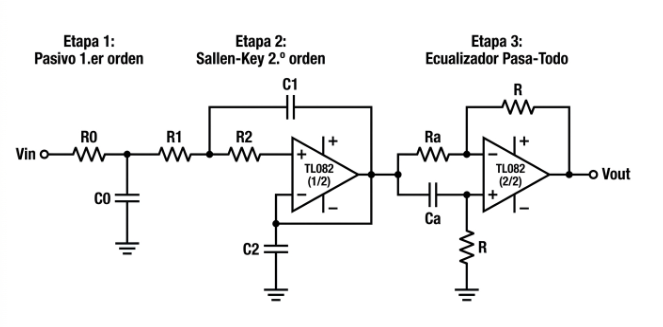 Etapa 1:
Pasivo 1.er orden
Etapa 2:
Sallen-Key 2.º orden
Etapa 3:
Ecualizador Pasa-Todo
C1
R
Vin
R0
R1
R2
+
+
TL082
(1/2)
−
−
Ra
−
+
TL082
(2/2)
+
−
Vout
C0
Ca
C2
R